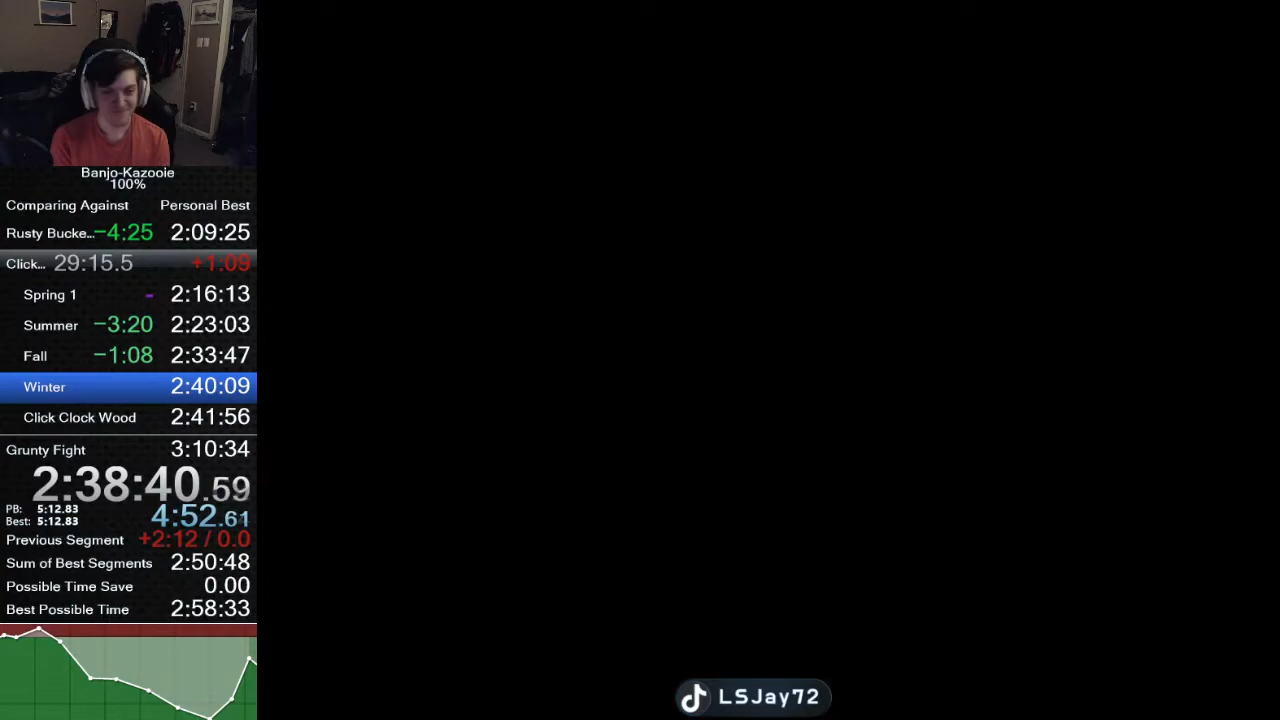 Banjo-Kazooie
100%
Comparing Against Personal Best
Rusty Bucke... −4:25 2:09:25
Click... 29:15.5 +1:09
Spring 1 - 2:16:13
Summer −3:20 2:23:03
Fall −1:08 2:33:47
Winter 2:40:09
Click Clock Wood 2:41:56
Grunty Fight 3:10:34
2:38:40.59
PB: 5:12.83
Best: 5:12.83
4:52.61
Previous Segment +2:12 / 0.0
Sum of Best Segments 2:50:48
Possible Time Save 0.00
Best Possible Time 2:58:33
LSJay72